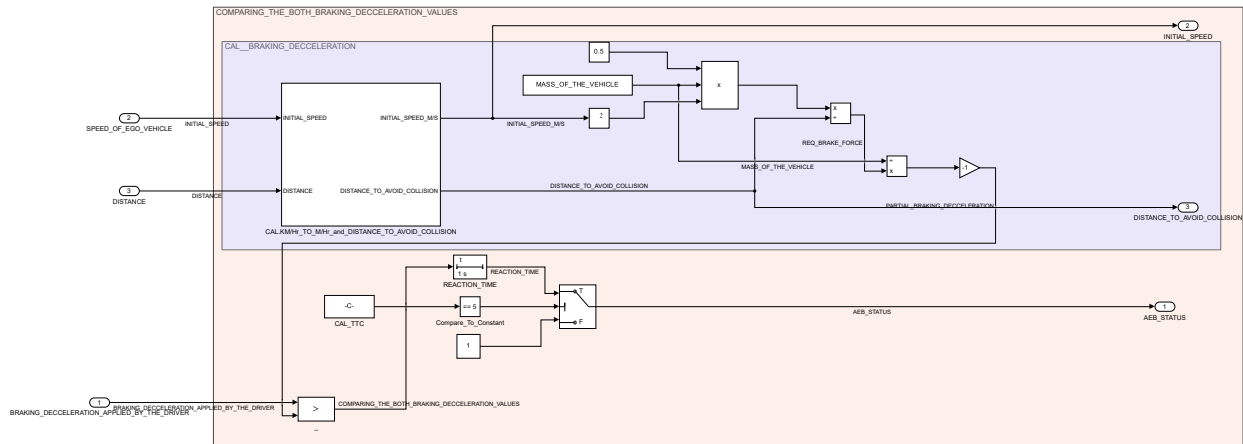 COMPARING_THE_BOTH_BRAKING_DECCELERATION_VALUES
2
INITIAL_SPEED
CAL__BRAKING_DECCELERATION
0.5
MASS_OF_THE_VEHICLE
x
INITIAL_SPEED
INITIAL_SPEED_M/S
2
SPEED_OF_EGO_VEHICLE
INITIAL_SPEED
INITIAL_SPEED_M/S
2
x
÷
REQ_BRAKE_FORCE
MASS_OF_THE_VEHICLE
÷
x
-1
3
DISTANCE
DISTANCE
DISTANCE
DISTANCE_TO_AVOID_COLLISION
DISTANCE_TO_AVOID_COLLISION
PARTIAL_BRAKING_DECCELERATION
3
DISTANCE_TO_AVOID_COLLISION
CAL.KM/Hr_TO_M/Hr_and_DISTANCE_TO_AVOID_COLLISION
t
1 s
REACTION_TIME
REACTION_TIME
-C-
CAL_TTC
== 5
Compare_To_Constant
T
F
1
AEB_STATUS
1
AEB_STATUS
1
BRAKING_DECCELERATION_APPLIED_BY_THE_DRIVER
BRAKING_DECCELERATION_APPLIED_BY_THE_DRIVER
>
COMPARING_THE_BOTH_BRAKING_DECCELERATION_VALUES
_